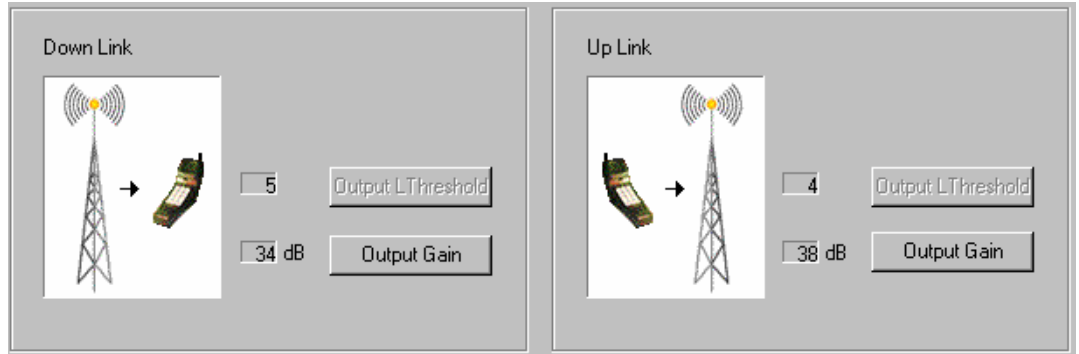 Down Link
5 Output LThreshold
34 dB Output Gain
Up Link
4 Output LThreshold
38 dB Output Gain